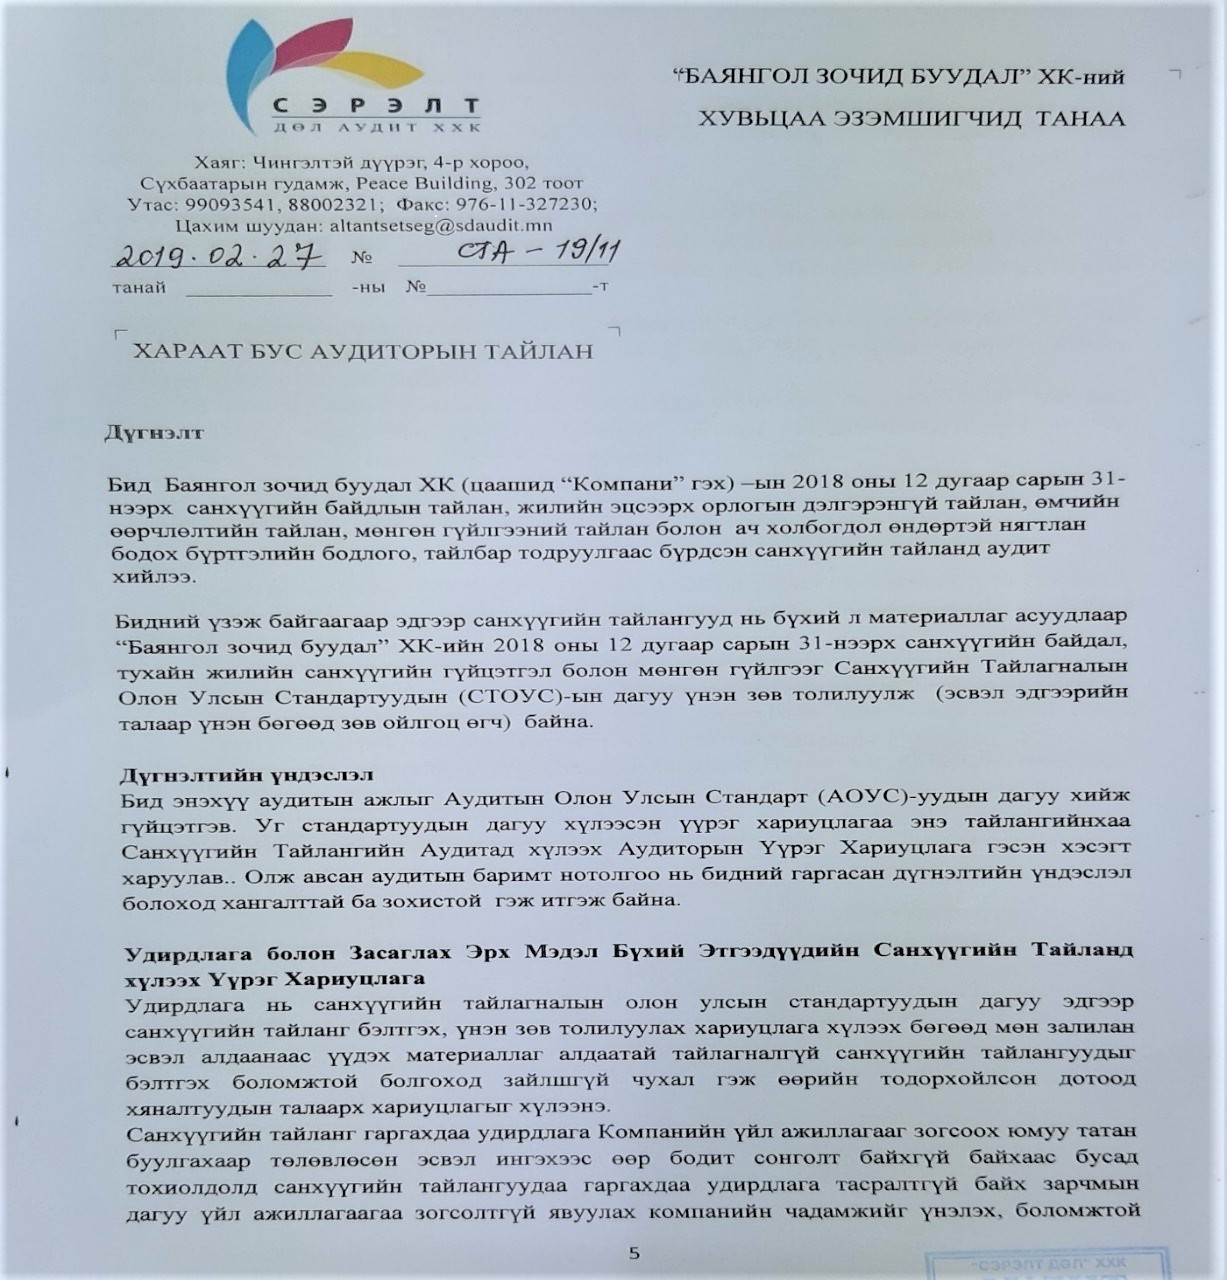 СЭРЭЛТ
ДӨЛ АУДИТ ХХК
Хаяг: Чингэлтэй дүүрэг, 4-р хороо,
Сүхбаатарын гудамж, Peace Building, 302 тоот
Утас: 99093541, 88002321; Факс: 976-11-327230;
Цахим шуудан: altantsetseg@sdaudit.mn
2019.02.27 № СТА – 19/11
танай ____________ -ны №____________-т
“БАЯНГОЛ ЗОЧИД БУУДАЛ” ХК-ний
ХУВЬЦАА ЭЗЭМШИГЧИД ТАНАА
ХАРААТ БУС АУДИТОРЫН ТАЙЛАН
Дүгнэлт
Бид Баянгол зочид буудал ХК (цаашид “Компани” гэх) –ын 2018 оны 12 дугаар сарын 31-
нээрх санхүүгийн байдлын тайлан, жилийн эцсээрх орлогын дэлгэрэнгүй тайлан, өмчийн
өөрчлөлтийн тайлан, мөнгөн гүйлгээний тайлан болон ач холбогдол өндөртэй нягтлан
бодох бүртгэлийн бодлого, тайлбар тодруулгаас бүрдсэн санхүүгийн тайланд аудит
хийлээ.
Бидний үзэж байгаагаар эдгээр санхүүгийн тайлангууд нь бүхий л материаллаг асуудлаар
“Баянгол зочид буудал” ХК-ийн 2018 оны 12 дугаар сарын 31-нээрх санхүүгийн байдал,
тухайн жилийн санхүүгийн гүйцэтгэл болон мөнгөн гүйлгээг Санхүүгийн Тайлагналын
Олон Улсын Стандартуудын (СТОУС)-ын дагуу үнэн зөв толилуулж (эсвэл эдгээрийн
талаар үнэн бөгөөд зөв ойлгоц өгч) байна.
Дүгнэлтийн үндэслэл
Бид энэхүү аудитын ажлыг Аудитын Олон Улсын Стандарт (АОУС)-уудын дагуу хийж
гүйцэтгэв. Уг стандартуудын дагуу хүлээсэн үүрэг хариуцлагаа энэ тайлангийнхаа
Санхүүгийн Тайлангийн Аудитад хүлээх Аудиторын Үүрэг Хариуцлага гэсэн хэсэгт
харуулав.. Олж авсан аудитын баримт нотолгоо нь бидний гаргасан дүгнэлтийн үндэслэл
болоход хангалттай ба зохистой гэж итгэж байна.
Удирдлага болон Засаглах Эрх Мэдэл Бүхий Этгээдүүдийн Санхүүгийн Тайланд
хүлээх Үүрэг Хариуцлага
Удирдлага нь санхүүгийн тайлагналын олон улсын стандартуудын дагуу эдгээр
санхүүгийн тайланг бэлтгэх, үнэн зөв толилуулах хариуцлага хүлээх бөгөөд мөн залилан
эсвэл алдаанаас үүдэх материаллаг алдаатай тайлагналгүй санхүүгийн тайлангуудыг
бэлтгэх боломжтой болгоход зайлшгүй чухал гэж өөрийн тодорхойлсон дотоод
хяналтуудын талаарх хариуцлагыг хүлээнэ.
Санхүүгийн тайланг гаргахдаа удирдлага Компанийн үйл ажиллагааг зогсоох юмуу татан
буулгахаар төлөвлөсөн эсвэл ингэхээс өөр бодит сонголт байхгүй байхаас бусад
тохиолдолд санхүүгийн тайлангуудаа гаргахдаа удирдлага тасралтгүй байх зарчмын
дагуу үйл ажиллагаагаа зогсолтгүй явуулах компанийн чадамжийг үнэлэх, боломжтой
5
“СЭРЭЛТ ДӨЛ” ХХК